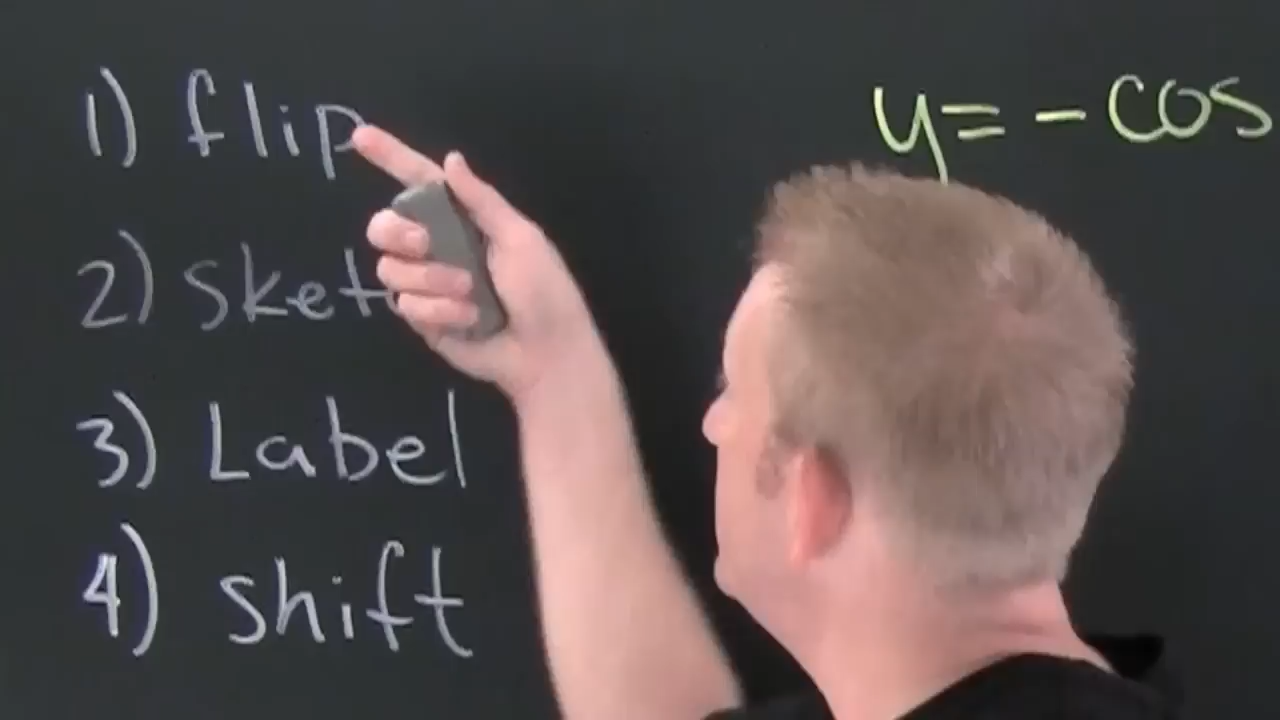 1) flip
y = - cos
2) sket
3) Label
4) shift